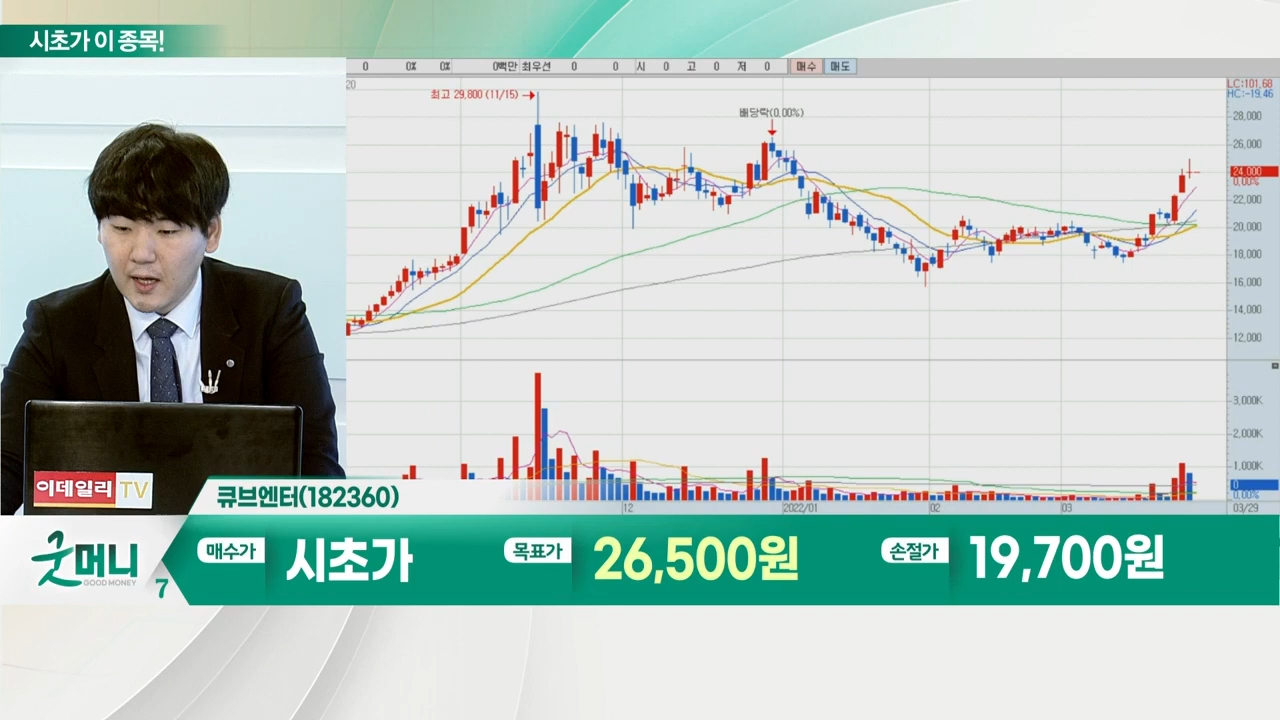 시초가 이 종목!
0 0% 0% 0백만 최우선 0 0 시 0 고 0 저 0 매수 매도
20
최고 29,800 (11/15)
배당락(0.00%)
LC:101.68
HC:-19.46
28,000
26,000
24,000
0.00%
22,000
20,000
18,000
16,000
14,000
12,000
3,000K
2,000K
1,000K
0
0.00%
12 2022/01 02 03 03/29
이데일리 TV
큐브엔터(182360)
굿머니
GOOD MONEY
7
매수가 시초가 목표가 26,500원 손절가 19,700원